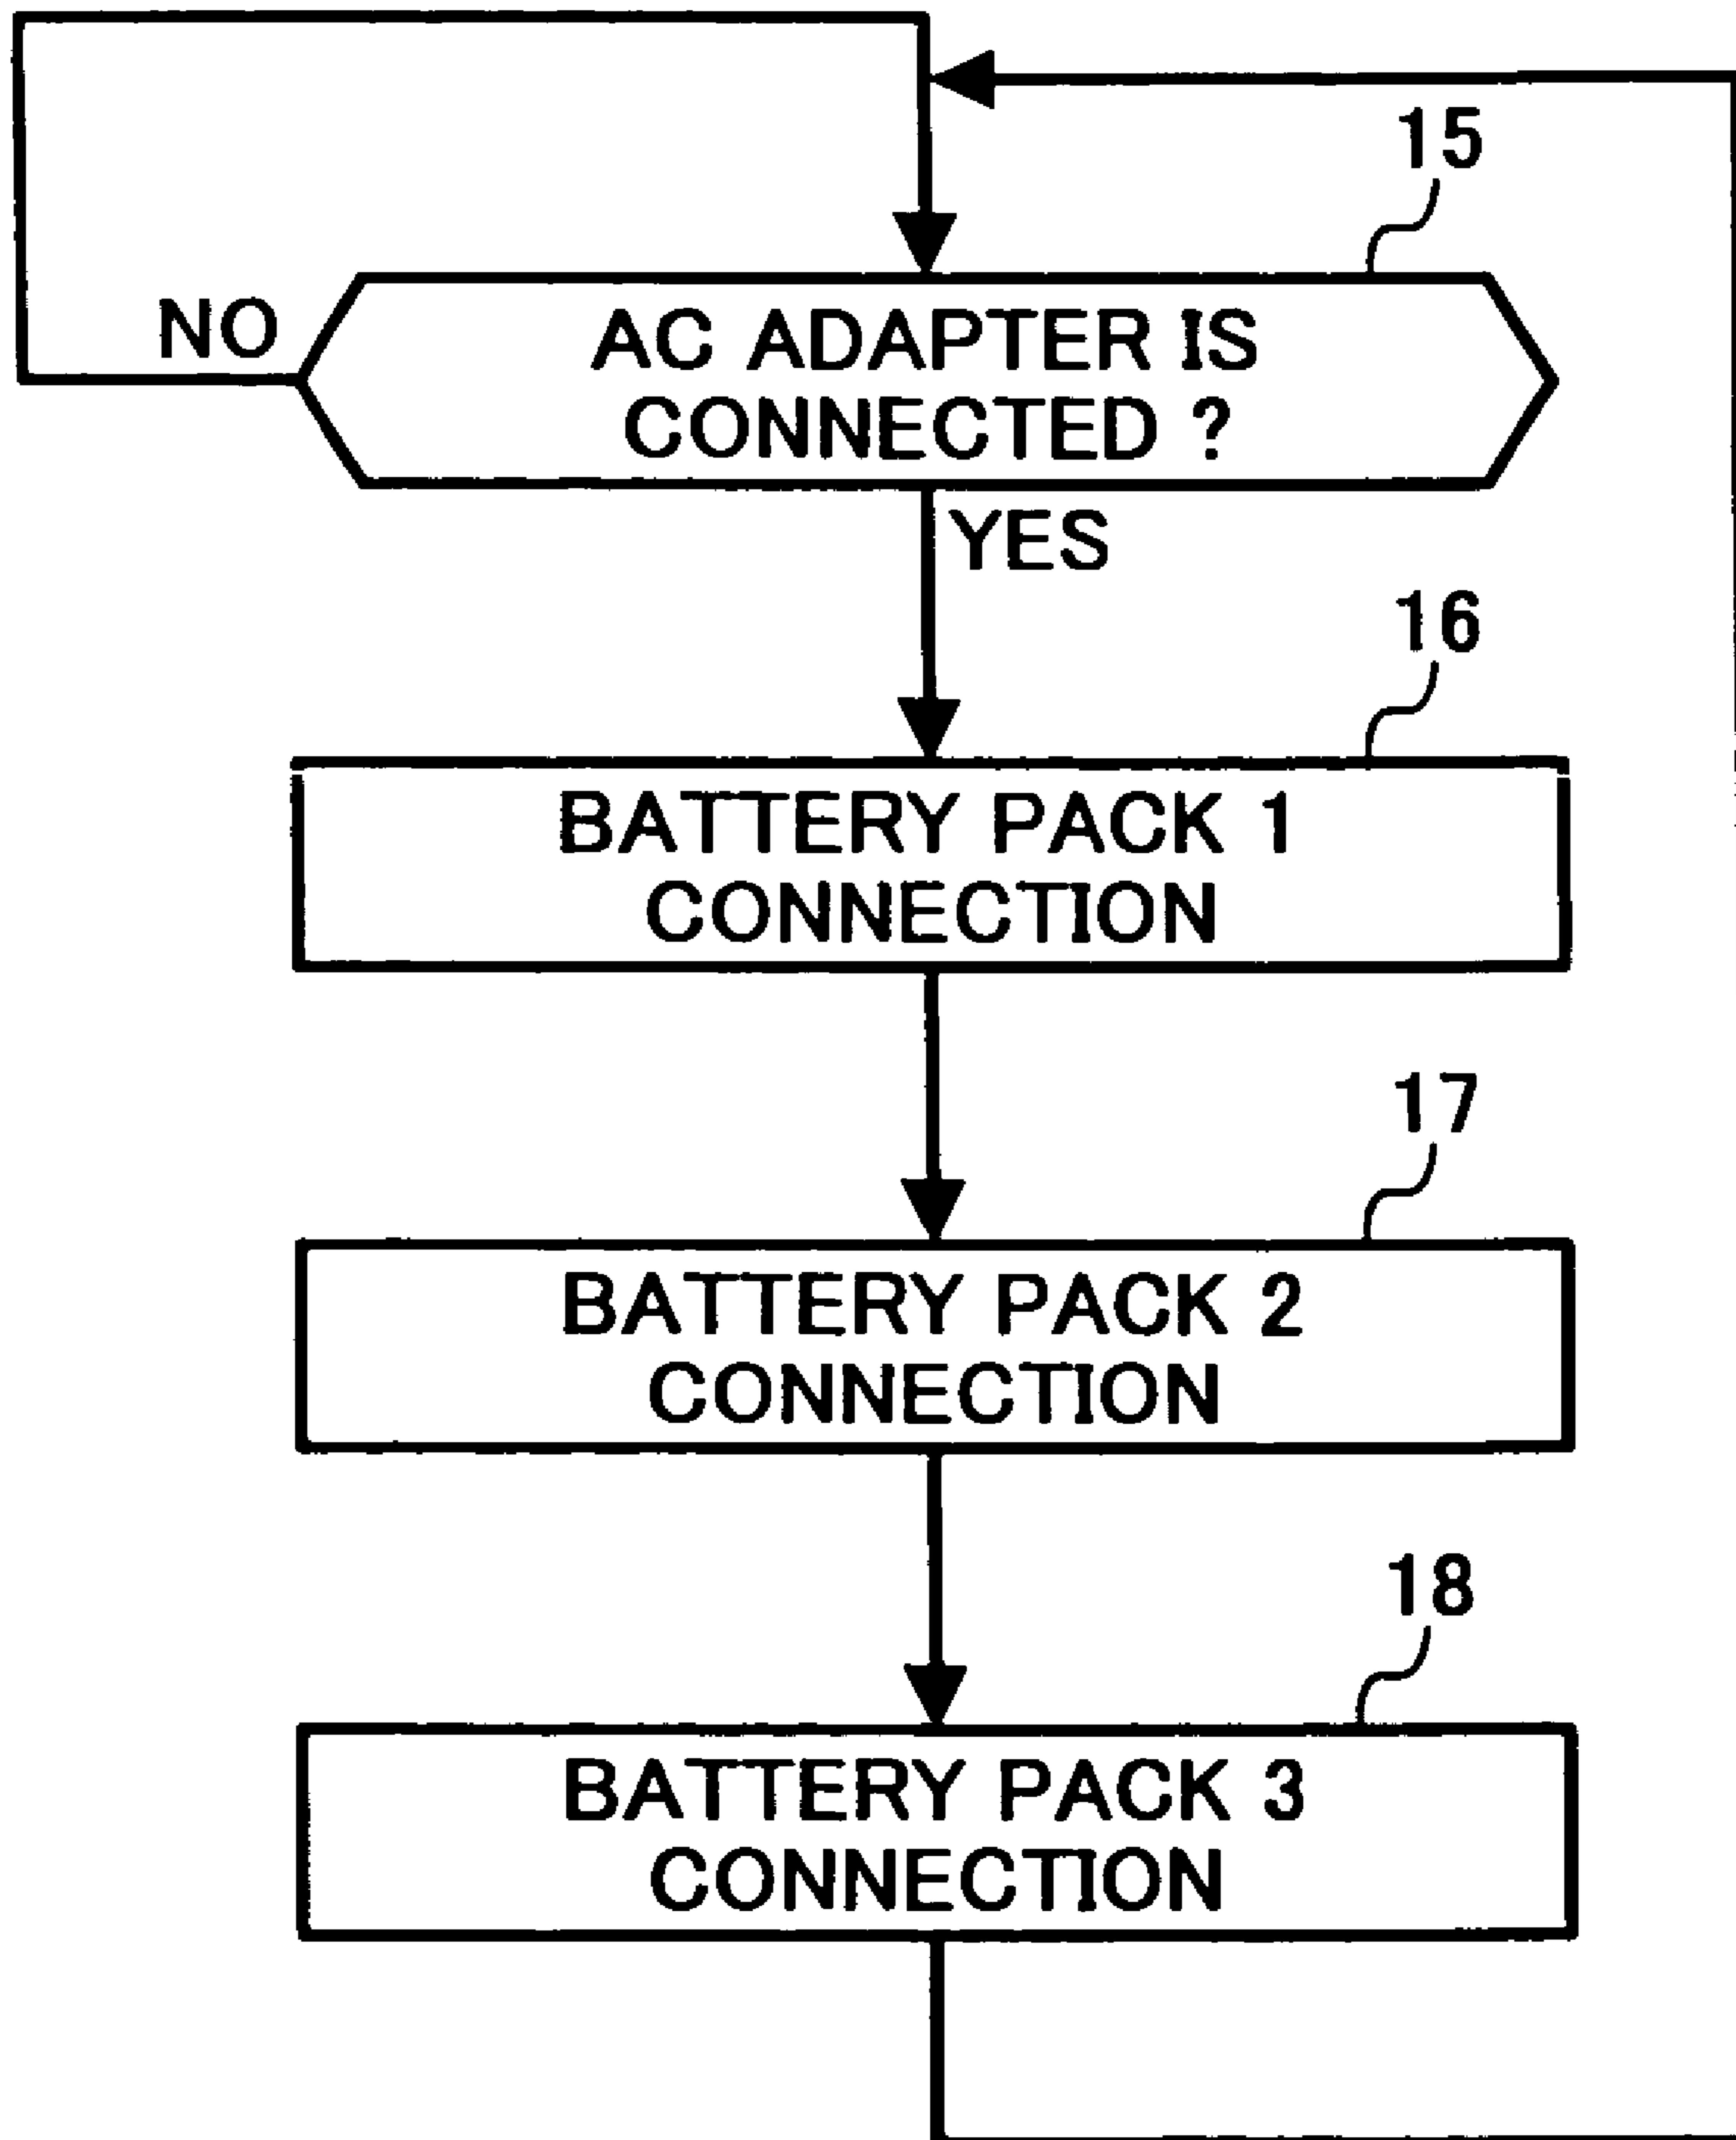 15
NO
AC ADAPTER IS
CONNECTED ?
YES
16
BATTERY PACK 1
CONNECTION
17
BATTERY PACK 2
CONNECTION
18
BATTERY PACK 3
CONNECTION